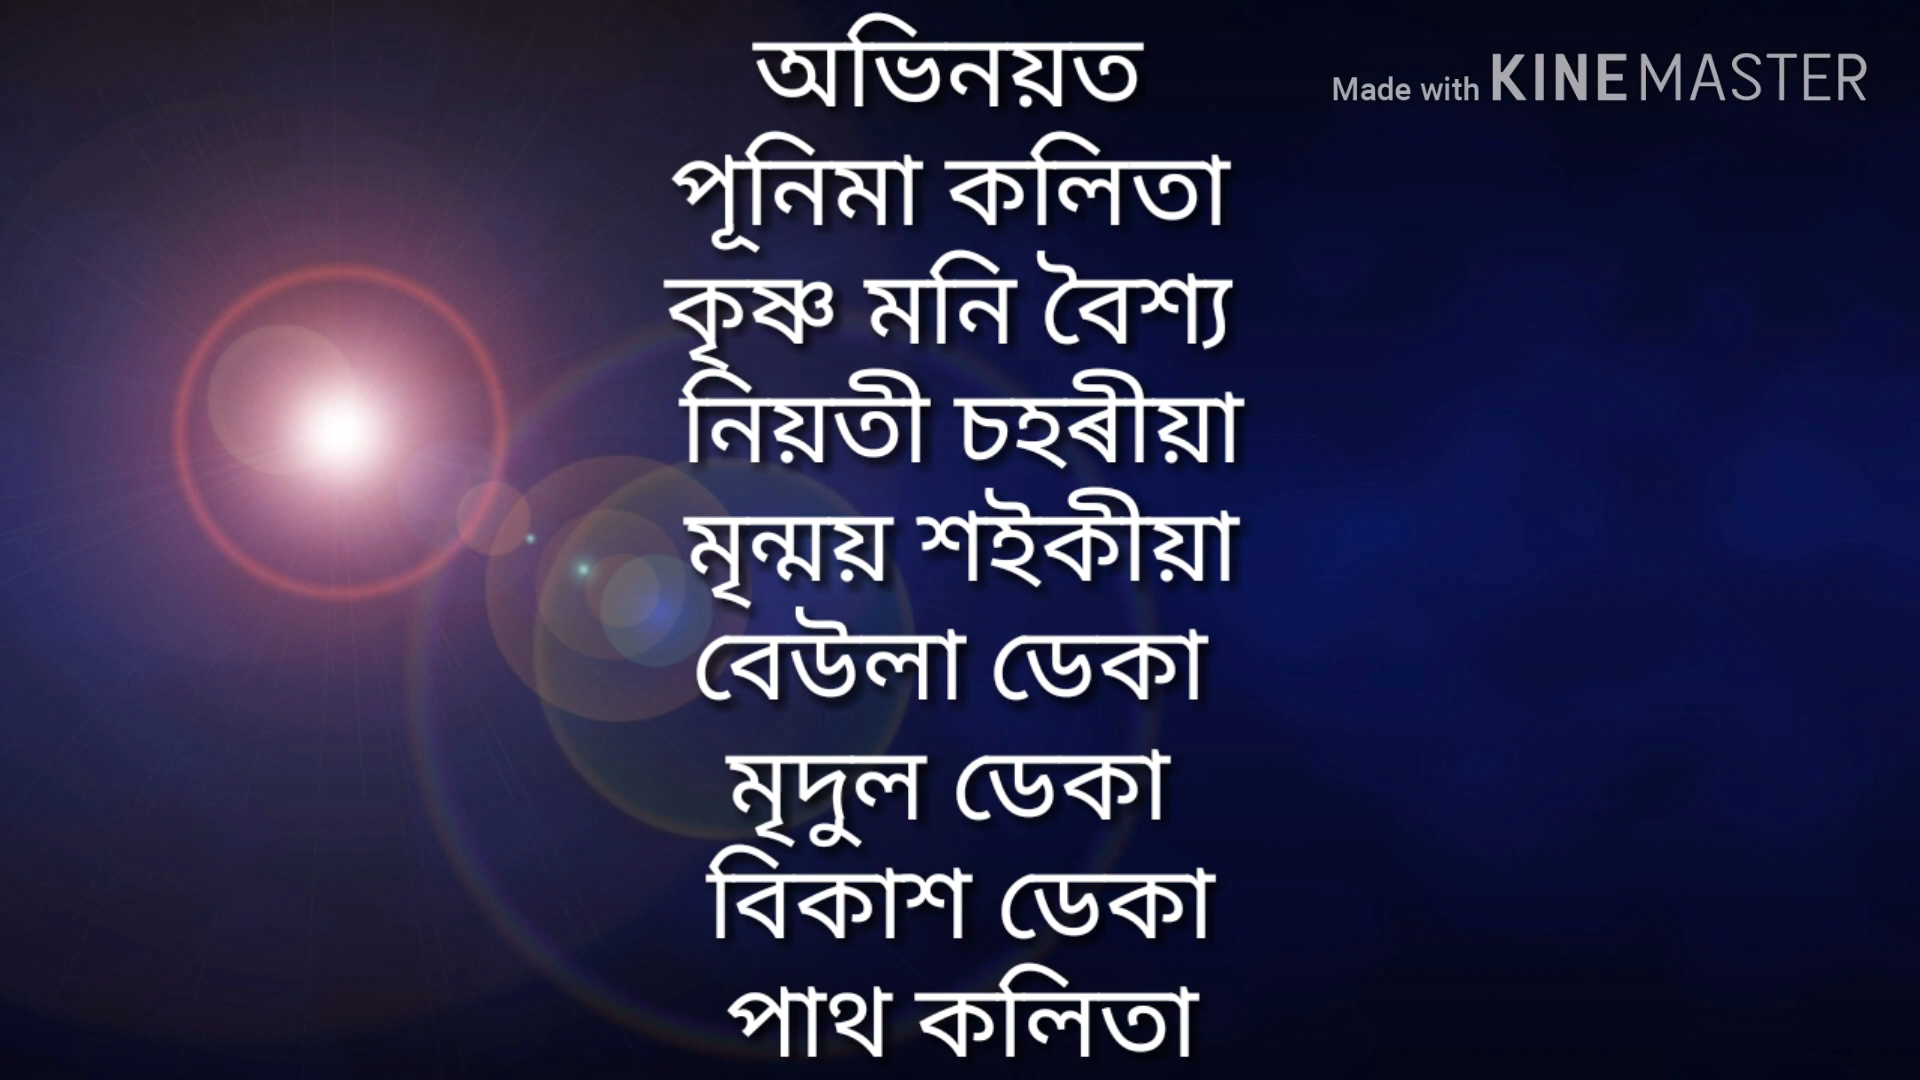 অভিনয়ত
Made with KINEMASTER
পূনিমা কলিতা
কৃষ্ণ মনি বৈশ্য
নিয়তী চহৰীয়া
মৃন্ময় শইকীয়া
বেউলা ডেকা
মৃদুল ডেকা
বিকাশ ডেকা
পাথ কলিতা